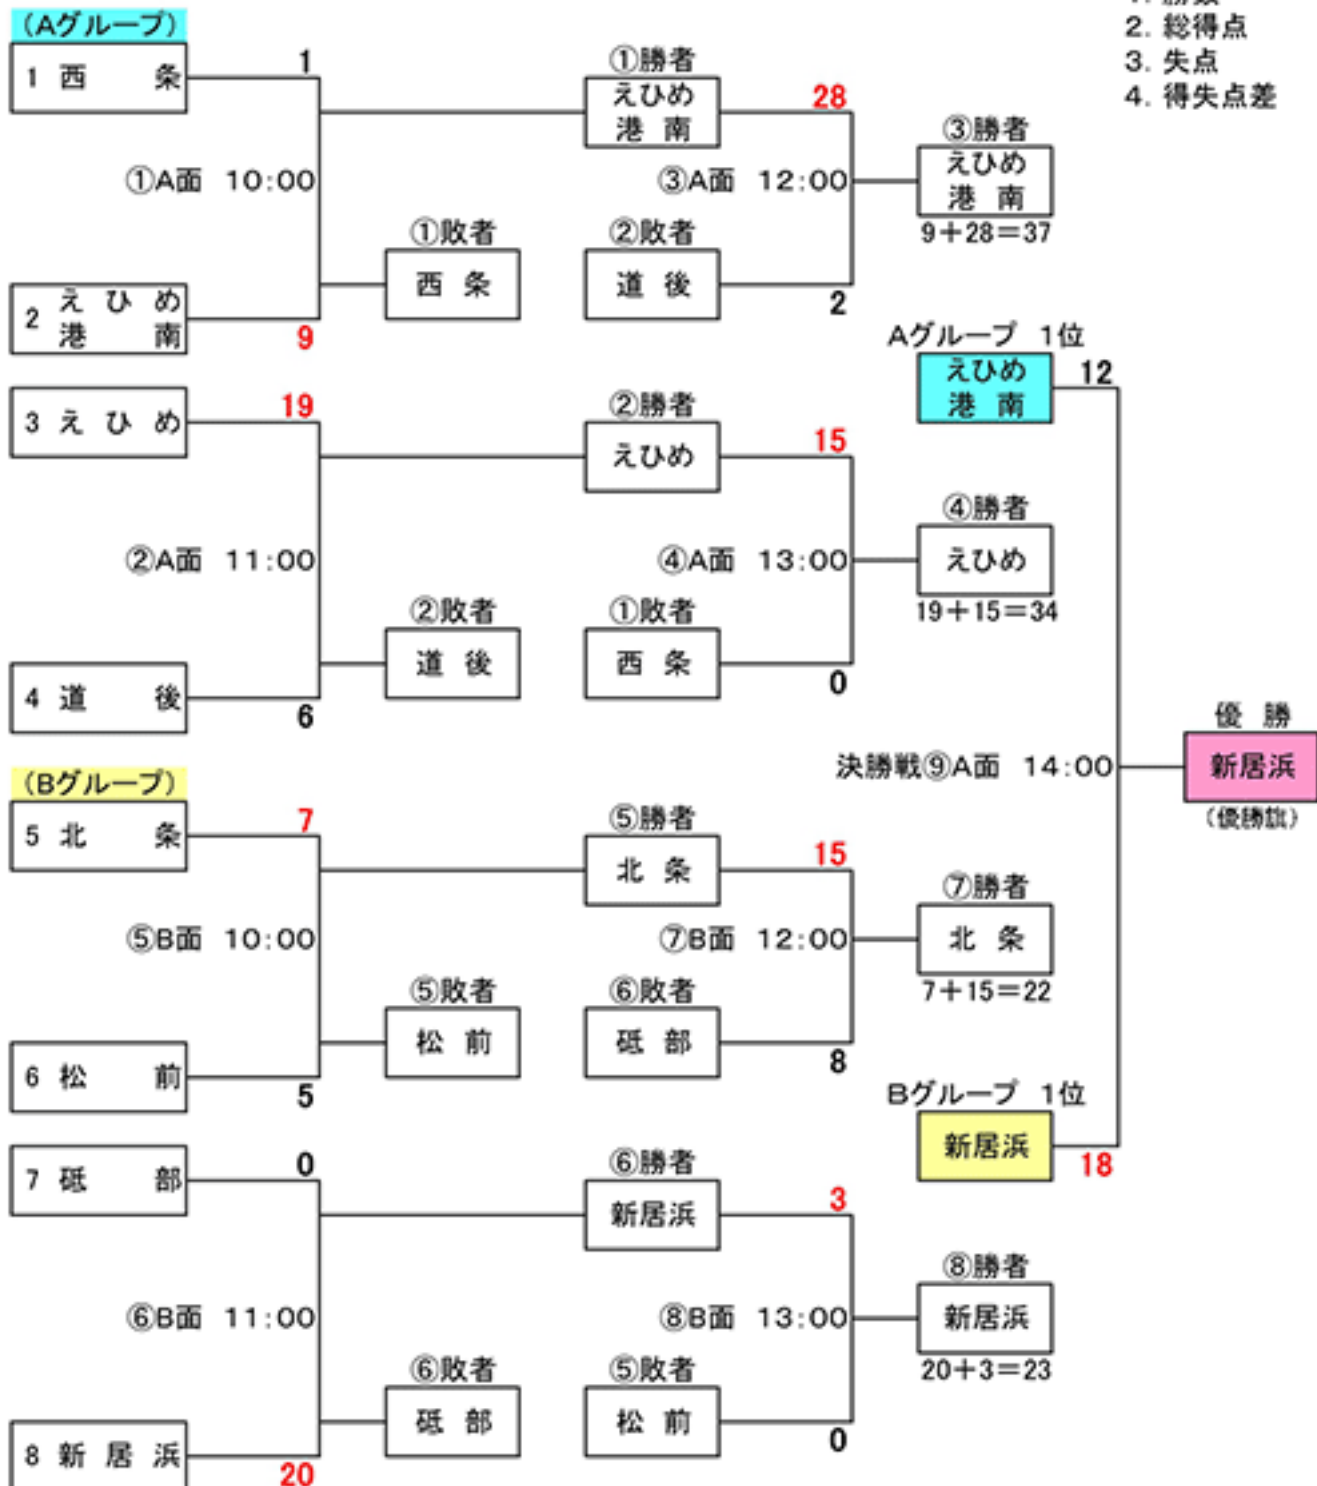 2. 総得点
3. 失点
4. 得失点差
(Aグループ)
1 西 条
1
①A面 10:00
2 えひめ
港 南
9
①敗者
西 条
①勝者
えひめ
港 南
28
③A面 12:00
②敗者
道 後
2
③勝者
えひめ
港 南
9+28=37
3 えひめ
19
②A面 11:00
4 道 後
6
②敗者
道 後
②勝者
えひめ
15
④A面 13:00
①敗者
西 条
0
④勝者
えひめ
19+15=34
Aグループ 1位
えひめ
港 南
12
決勝戦⑨A面 14:00
優 勝
新居浜
(優勝旗)
(Bグループ)
5 北 条
7
⑤B面 10:00
6 松 前
5
⑤敗者
松 前
⑤勝者
北 条
15
⑦B面 12:00
⑥敗者
砥 部
8
⑦勝者
北 条
7+15=22
Bグループ 1位
新居浜
18
7 砥 部
0
⑥B面 11:00
8 新 居 浜
20
⑥敗者
砥 部
⑥勝者
新居浜
3
⑧B面 13:00
⑤敗者
松 前
0
⑧勝者
新居浜
20+3=23